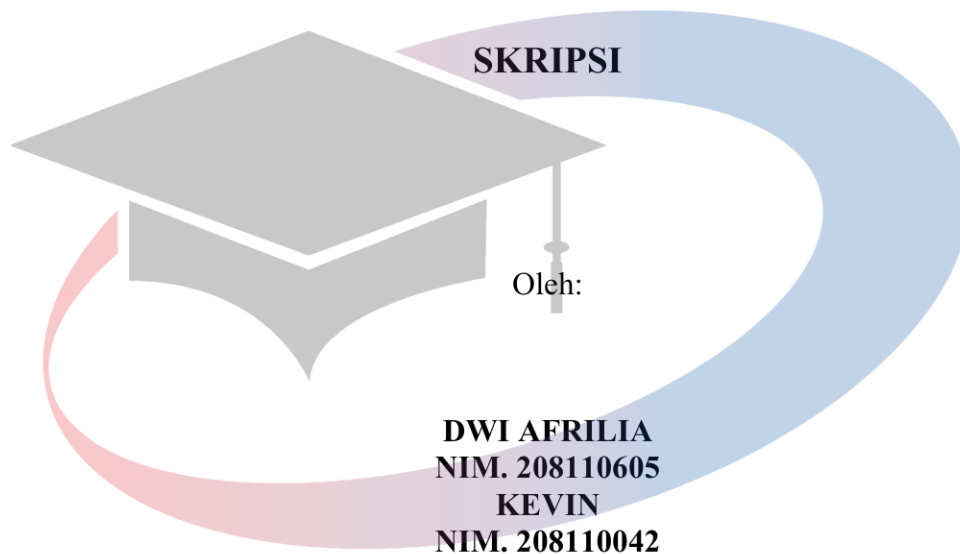 SKRIPSI
Oleh:
DWI AFRILIA
NIM. 208110605
KEVIN
NIM. 208110042